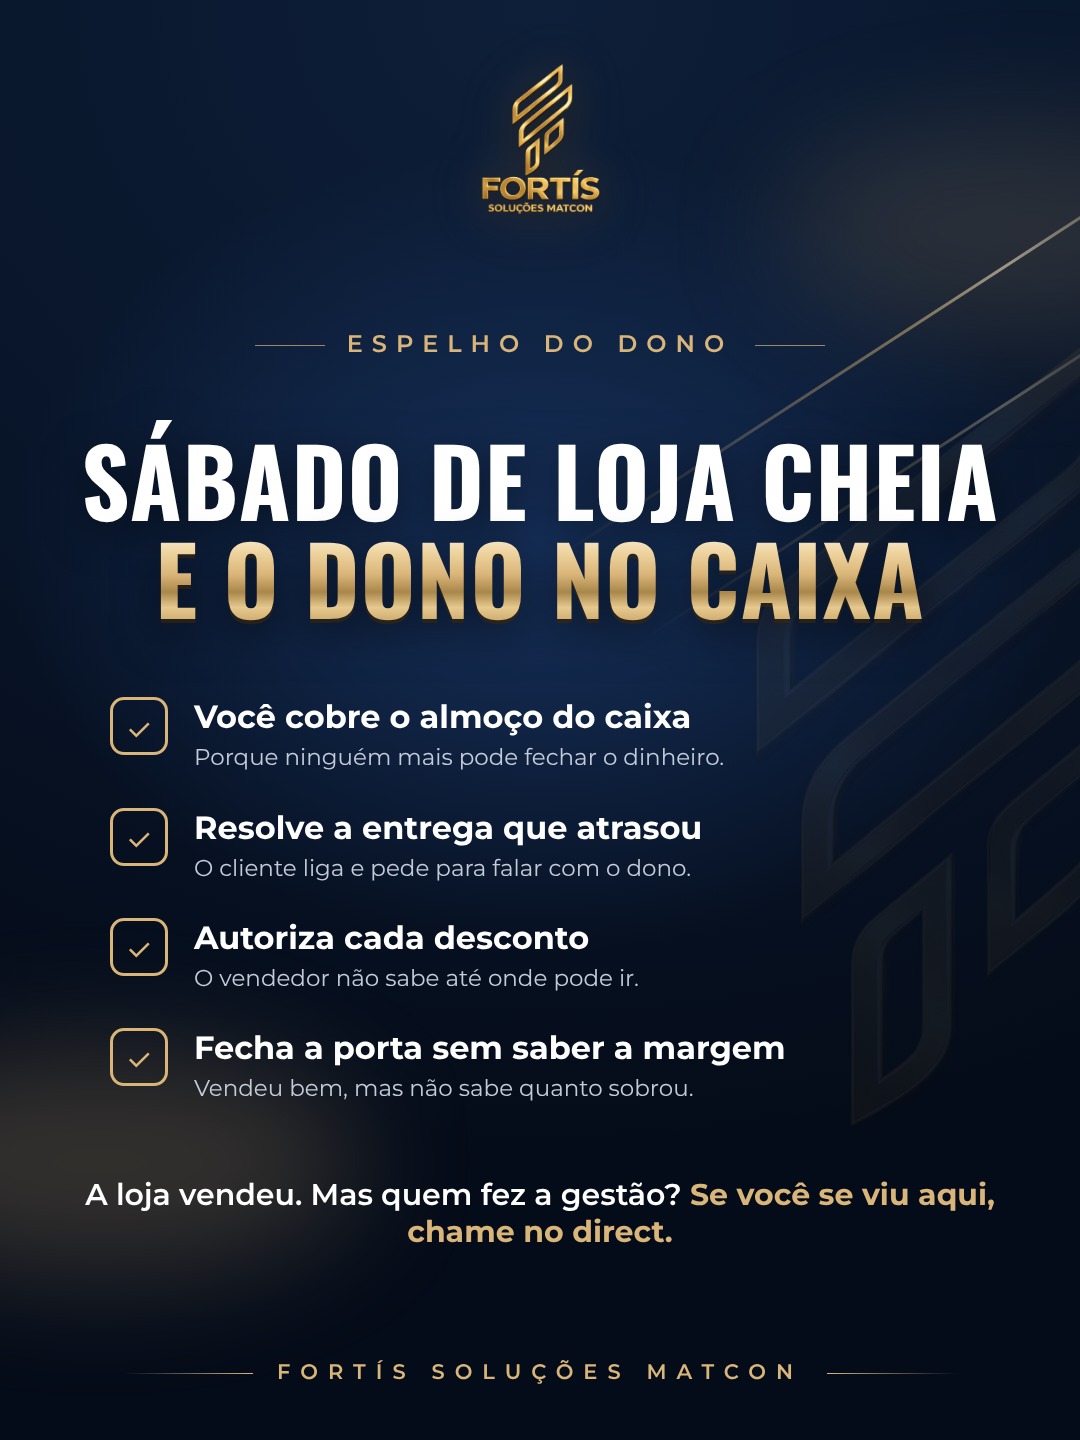 FORTÍS
SOLUÇÕES MATCON
ESPELHO DO DONO
SÁBADO DE LOJA CHEIA
E O DONO NO CAIXA
Você cobre o almoço do caixa
Porque ninguém mais pode fechar o dinheiro.
Resolve a entrega que atrasou
O cliente liga e pede para falar com o dono.
Autoriza cada desconto
O vendedor não sabe até onde pode ir.
Fecha a porta sem saber a margem
Vendeu bem, mas não sabe quanto sobrou.
A loja vendeu. Mas quem fez a gestão? Se você se viu aqui,
chame no direct.
FORTÍS SOLUÇÕES MATCON